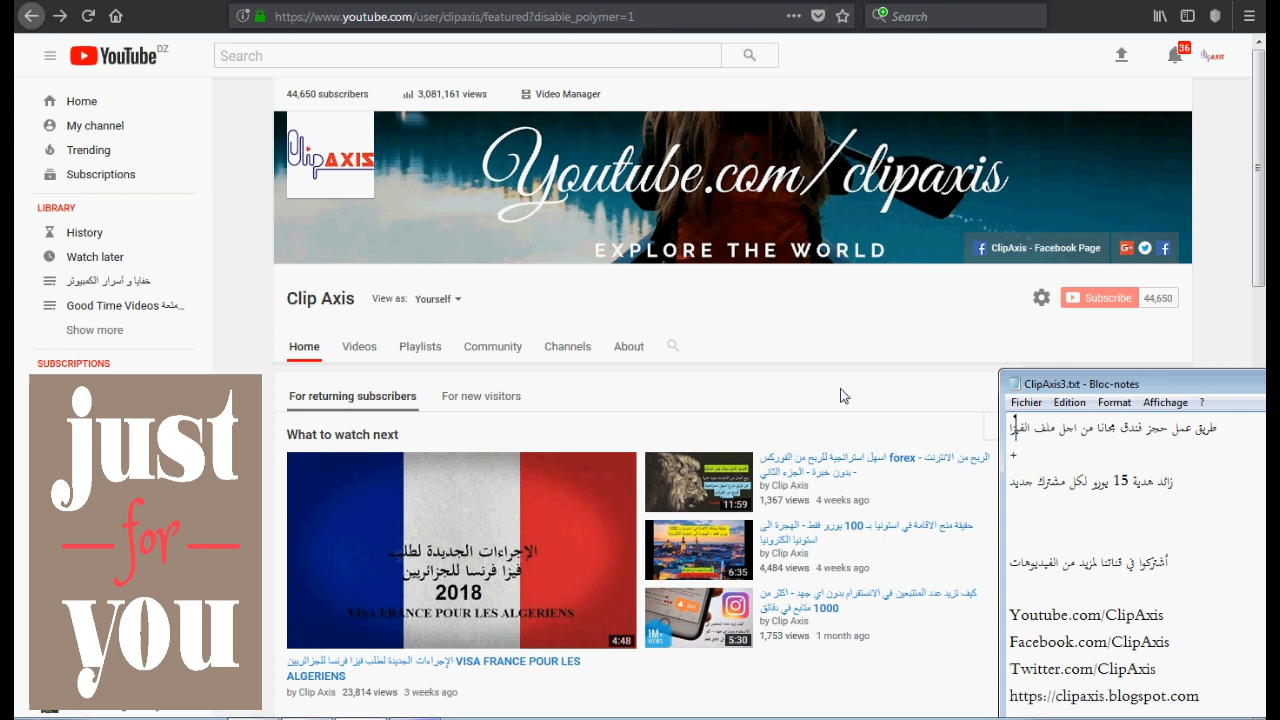 https://www.youtube.com/user/clipaxis/featured?disable_polymer=1
Search
YouTube DZ
Search
36
Home
My channel
Trending
Subscriptions
LIBRARY
History
Watch later
خفايا و أسرار الكمبيوتر
Good Time Videos متعة...
Show more
SUBSCRIPTIONS
just
for
you
44,650 subscribers
3,081,161 views
Video Manager
ClipAXIS
Youtube.com/clipaxis
EXPLORE THE WORLD
ClipAxis - Facebook Page
Clip Axis
View as: Yourself
Subscribe 44,650
Home Videos Playlists Community Channels About
For returning subscribers For new visitors
What to watch next
الإجراءات الجديدة لطلب
فيزا فرنسا للجزائريين
2018
VISA FRANCE POUR LES ALGERIENS
4:48
الإجراءات الجديدة لطلب فيزا فرنسا للجزائريين VISA FRANCE POUR LES
ALGERIENS
by Clip Axis 23,814 views 3 weeks ago
11:59
الربح من الانترنت - forex اسهل استراتيجية للربح من الفوركس
- بدون خبرة - الجزء الثاني
by Clip Axis
1,367 views 4 weeks ago
6:35
حقيقة منح الاقامة في استونيا بـ 100 يورو فقط - الهجرة الى
استونيا الكترونيا
by Clip Axis
4,484 views 4 weeks ago
1M+
VIEWS
5:30
كيف تزيد عدد المتتبعين في الانستقرام بدون اي جهد - اكثر من
1000 متابع في دقائق
by Clip Axis
1,753 views 1 month ago
ClipAxis3.txt - Bloc-notes
Fichier Edition Format Affichage ?
طريق عمل حجز فندق مجانا من اجل ملف الفيزا
+
زائد هدية 15 يورو لكل مشترك جديد
أشتركوا في قناتنا لمزيد من الفيديوهات
Youtube.com/ClipAxis
Facebook.com/ClipAxis
Twitter.com/ClipAxis
https://clipaxis.blogspot.com